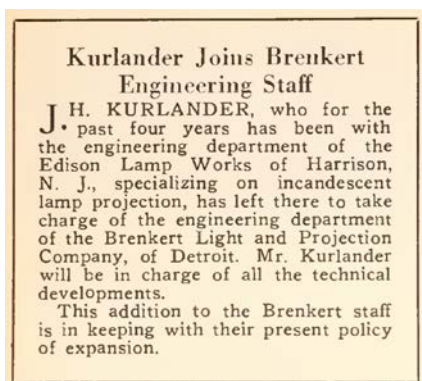 Kurlander Joins Brenkert
Engineering Staff
J. H. KURLANDER, who for the
past four years has been with
the engineering department of the
Edison Lamp Works of Harrison,
N. J., specializing on incandescent
lamp projection, has left there to take
charge of the engineering department
of the Brenkert Light and Projection
Company, of Detroit. Mr. Kurlander
will be in charge of all the technical
developments.
This addition to the Brenkert staff
is in keeping with their present policy
of expansion.